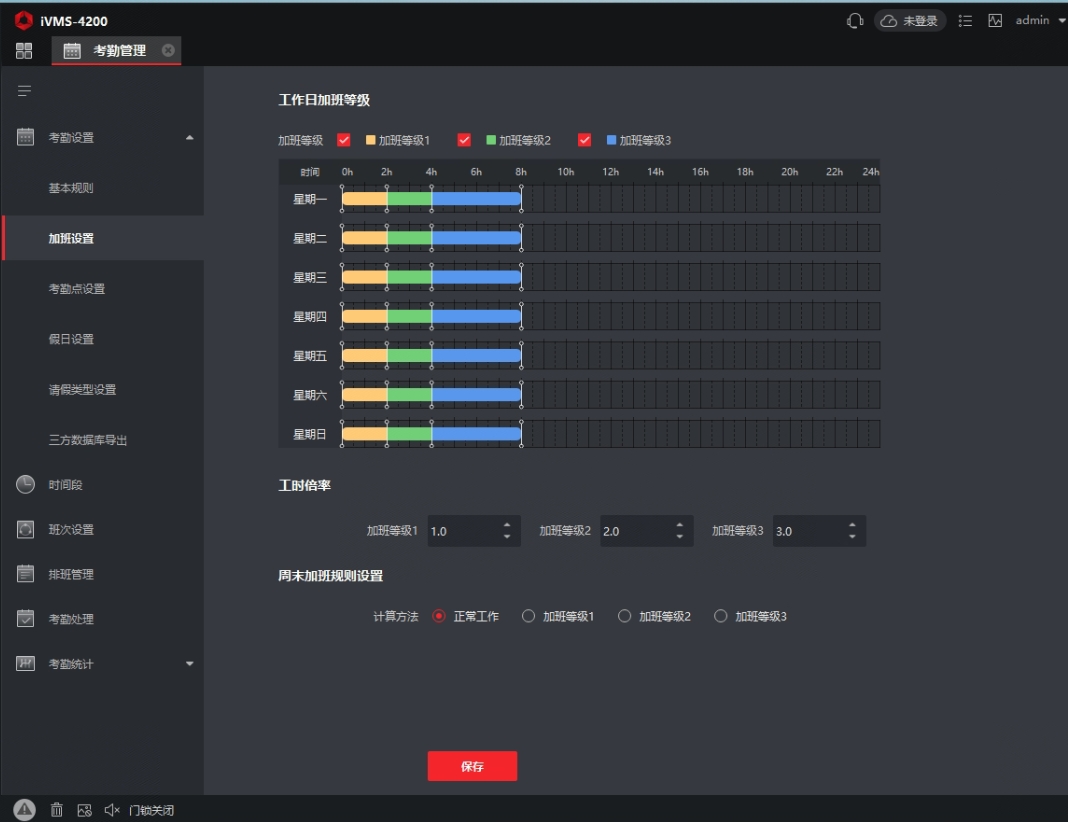 iVMS-4200
未登录
admin
考勤管理
考勤设置
基本规则
加班设置
考勤点设置
假日设置
请假类型设置
三方数据库导出
时间段
班次设置
排班管理
考勤处理
考勤统计
工作日加班等级
加班等级 加班等级1 加班等级2 加班等级3
时间 0h 2h 4h 6h 8h 10h 12h 14h 16h 18h 20h 22h 24h
星期一
星期二
星期三
星期四
星期五
星期六
星期日
工时倍率
加班等级1 1.0 加班等级2 2.0 加班等级3 3.0
周末加班规则设置
计算方法 正常工作 加班等级1 加班等级2 加班等级3
保存
门锁关闭